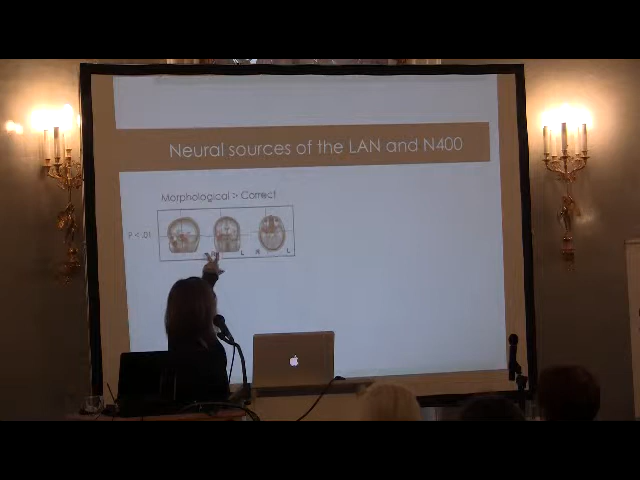 Neural sources of the LAN and N400
Morphological > Correct
P < .01
L
R
L